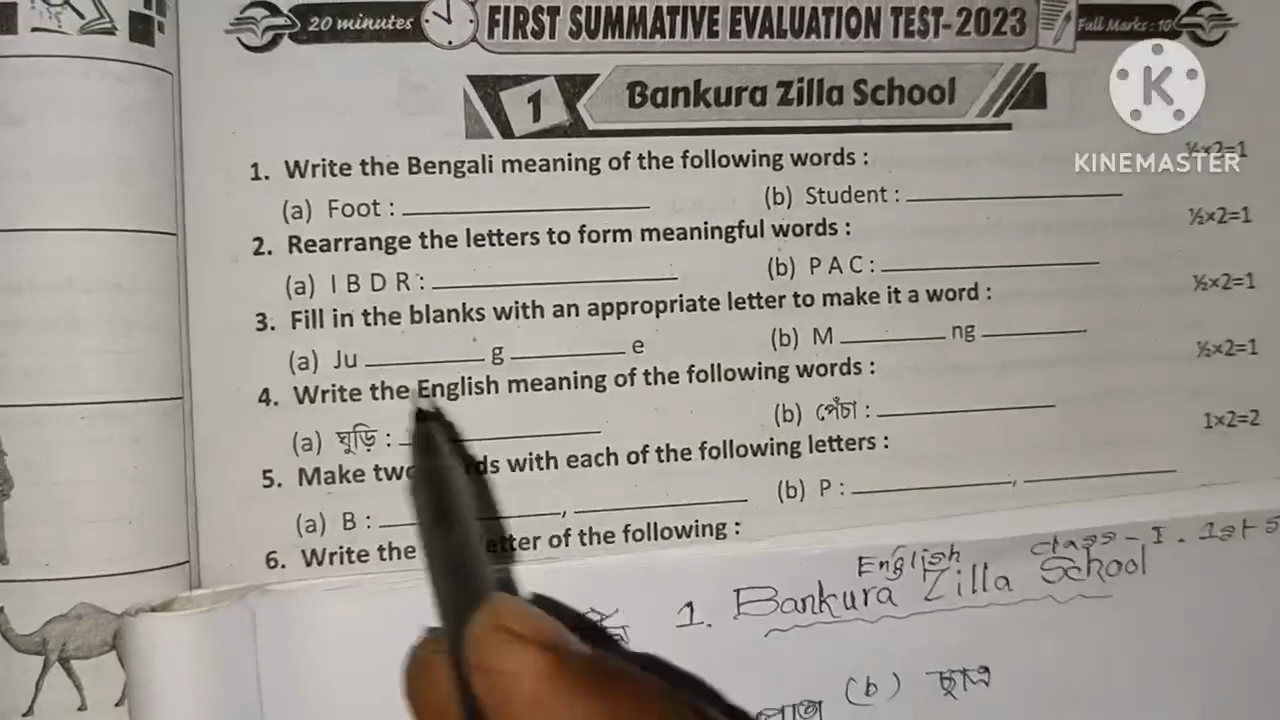 20 minutes FIRST SUMMATIVE EVALUATION TEST-2023 Full Marks : 10
1 Bankura Zilla School
KINEMASTER
1. Write the Bengali meaning of the following words : ½×2=1
(a) Foot : (b) Student :
2. Rearrange the letters to form meaningful words : ½×2=1
(a) I B D R : (b) P A C :
3. Fill in the blanks with an appropriate letter to make it a word : ½×2=1
(a) Ju g e (b) M ng
4. Write the English meaning of the following words : ½×2=1
(a) ঘুড়ি : (b) পেঁচা :
5. Make two with each of the following letters : 1×2=2
(a) B : , (b) P : ,
6. Write the of the following :
English class-I. 1st
1. Bankura Zilla School
(b) ছাত্র